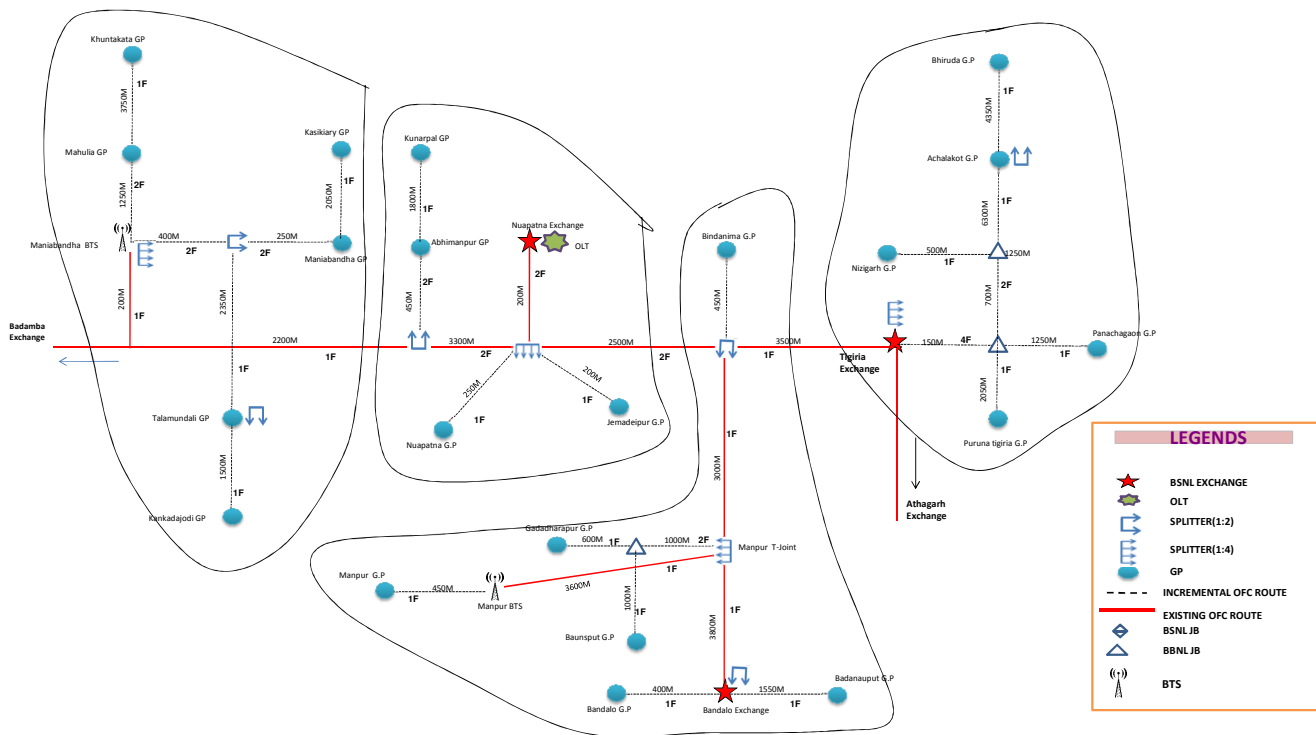 Khuntakata GP
1F
3750M
Mahulia GP
2F
1250M
Maniabandha BTS
400M
2F
250M
2F
Kasikiary GP
1F
2050M
Maniabandha GP
200M
1F
2350M
1F
Badamba
Exchange
2200M
1F
Talamundali GP
1500M
1F
Kankadajodi GP
Kunarpal GP
1800M
1F
Abhimanpur GP
2F
450M
Nuapatna Exchange
OLT
2F
200M
3300M
2F
2500M
2F
250M
1F
Nuapatna G.P
200M
1F
Jemadeipur G.P
Bindanima G.P
450M
1F
3500M
1F
3000M
Gadadharapur G.P
600M
1F
1000M
2F
Manpur T-Joint
1F
3600M
Manpur G.P
450M
1F
Manpur BTS
1000M
1F
Baunsput G.P
1F
3800M
Bandalo G.P
400M
1F
Bandalo Exchange
1550M
1F
Badanauput G.P
Bhiruda G.P
1F
4350M
Achalakot G.P
6300M
1F
Nizigarh G.P
500M
1F
1250M
700M
2F
Tigiria
Exchange
150M
4F
1250M
1F
Panachagaon G.P
1F
2050M
Puruna tigiria G.P
Athagarh
Exchange
LEGENDS
BSNL EXCHANGE
OLT
SPLITTER(1:2)
SPLITTER(1:4)
GP
INCREMENTAL OFC ROUTE
EXISTING OFC ROUTE
BSNL JB
BBNL JB
BTS